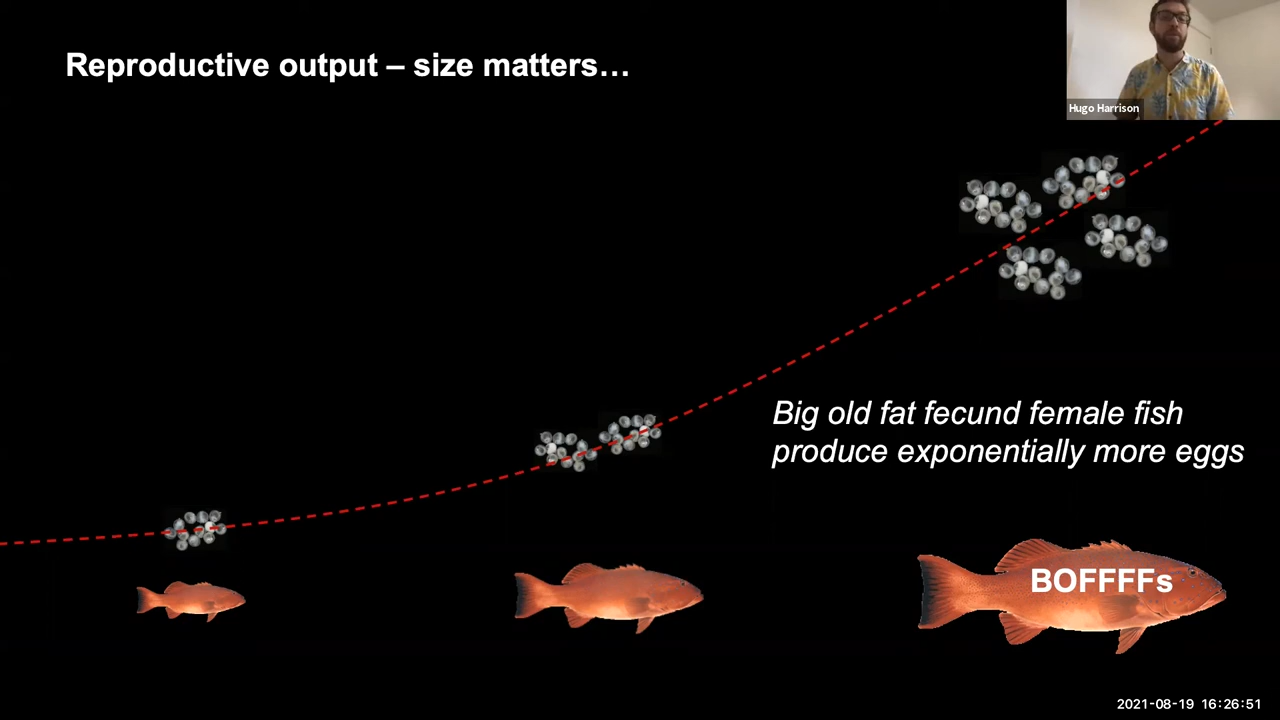 Reproductive output – size matters…
Hugo Harrison
Big old fat fecund female fish
produce exponentially more eggs
BOFFFFs
2021-08-19 16:26:51